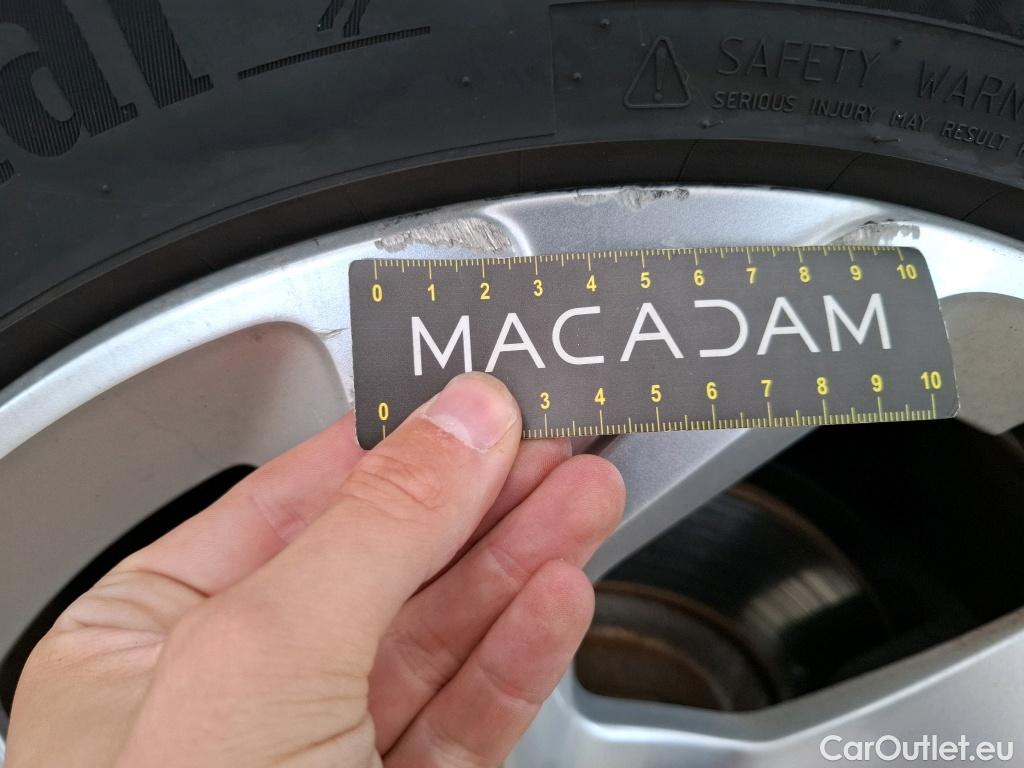 SAFETY WARN
SERIOUS INJURY MAY RESULT
0 1 2 3 4 5 6 7 8 9 10
MACADAM
0 3 4 5 6 7 8 9 10
CarOutlet.eu